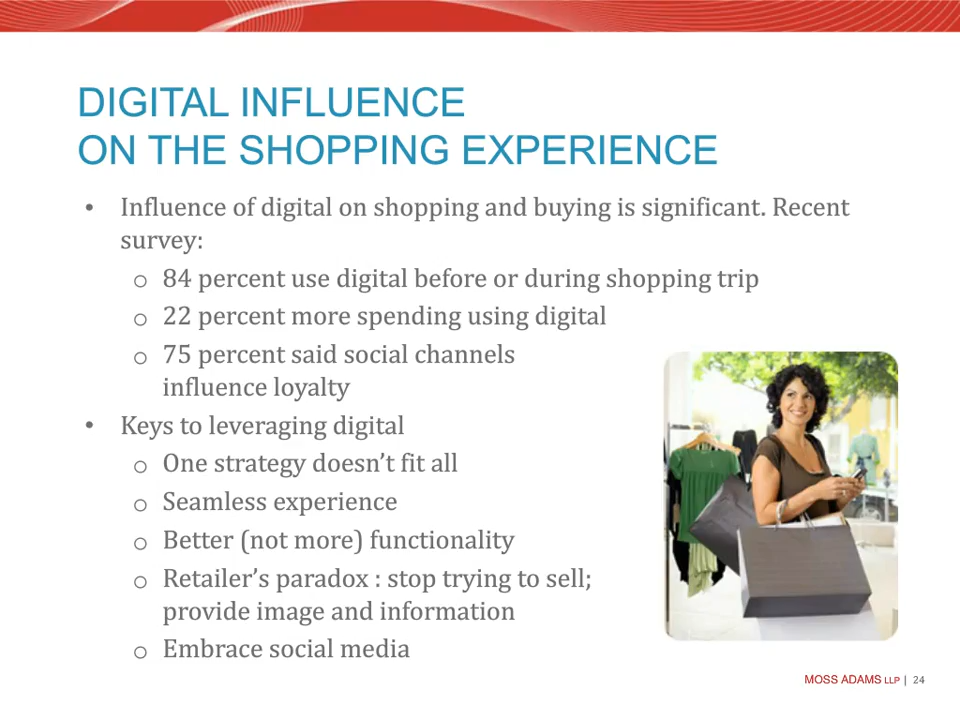 DIGITAL INFLUENCE
ON THE SHOPPING EXPERIENCE
• Influence of digital on shopping and buying is significant. Recent
survey:
o 84 percent use digital before or during shopping trip
o 22 percent more spending using digital
o 75 percent said social channels
influence loyalty
• Keys to leveraging digital
o One strategy doesn’t fit all
o Seamless experience
o Better (not more) functionality
o Retailer’s paradox : stop trying to sell;
provide image and information
o Embrace social media
MOSS ADAMS LLP | 24